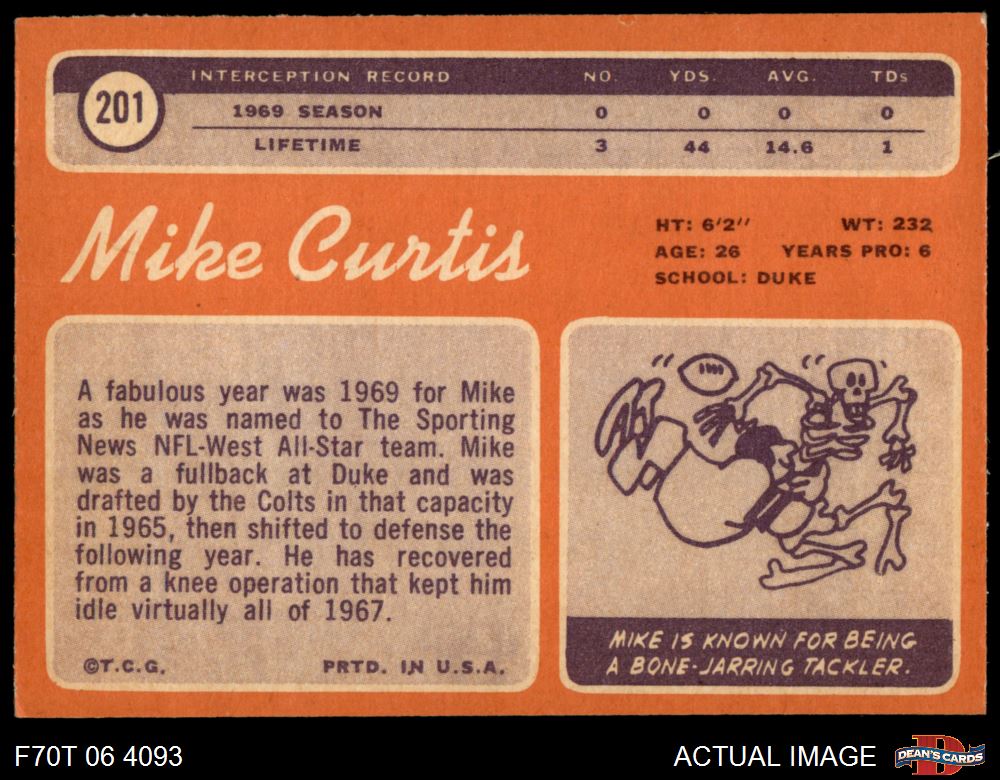 201
INTERCEPTION RECORD NO. YDS. AVG. TDs
1969 SEASON 0 0 0 0
LIFETIME 3 44 14.6 1
Mike Curtis
HT: 6'2'' WT: 232
AGE: 26 YEARS PRO: 6
SCHOOL: DUKE
A fabulous year was 1969 for Mike
as he was named to The Sporting
News NFL-West All-Star team. Mike
was a fullback at Duke and was
drafted by the Colts in that capacity
in 1965, then shifted to defense the
following year. He has recovered
from a knee operation that kept him
idle virtually all of 1967.
©T.C.G. PRTD. IN U.S.A.
MIKE IS KNOWN FOR BEING
A BONE-JARRING TACKLER.
F70T 06 4093
ACTUAL IMAGE
D
DEAN'S CARDS